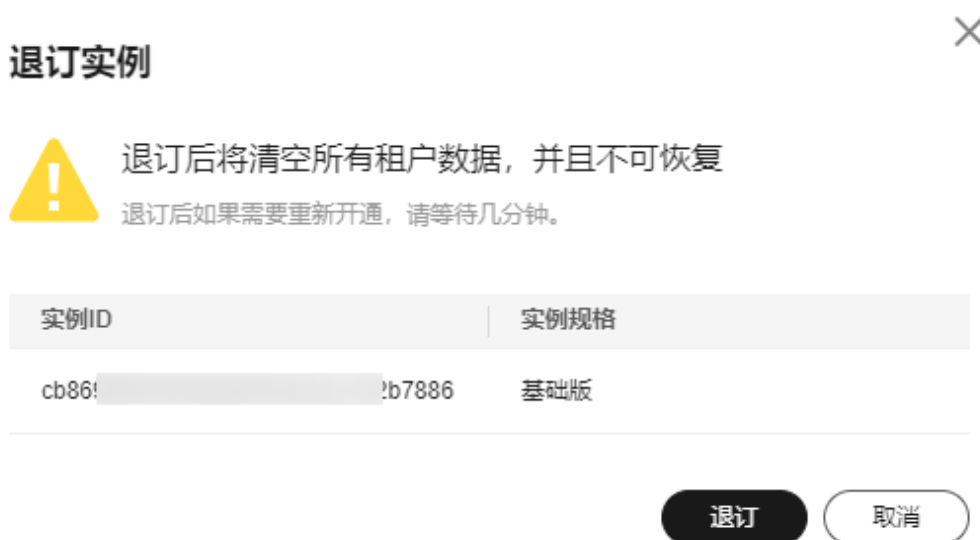 退订实例
退订后将清空所有租户数据，并且不可恢复
退订后如果需要重新开通，请等待几分钟。
实例ID 实例规格
cb869 2b7886 基础版
退订 取消